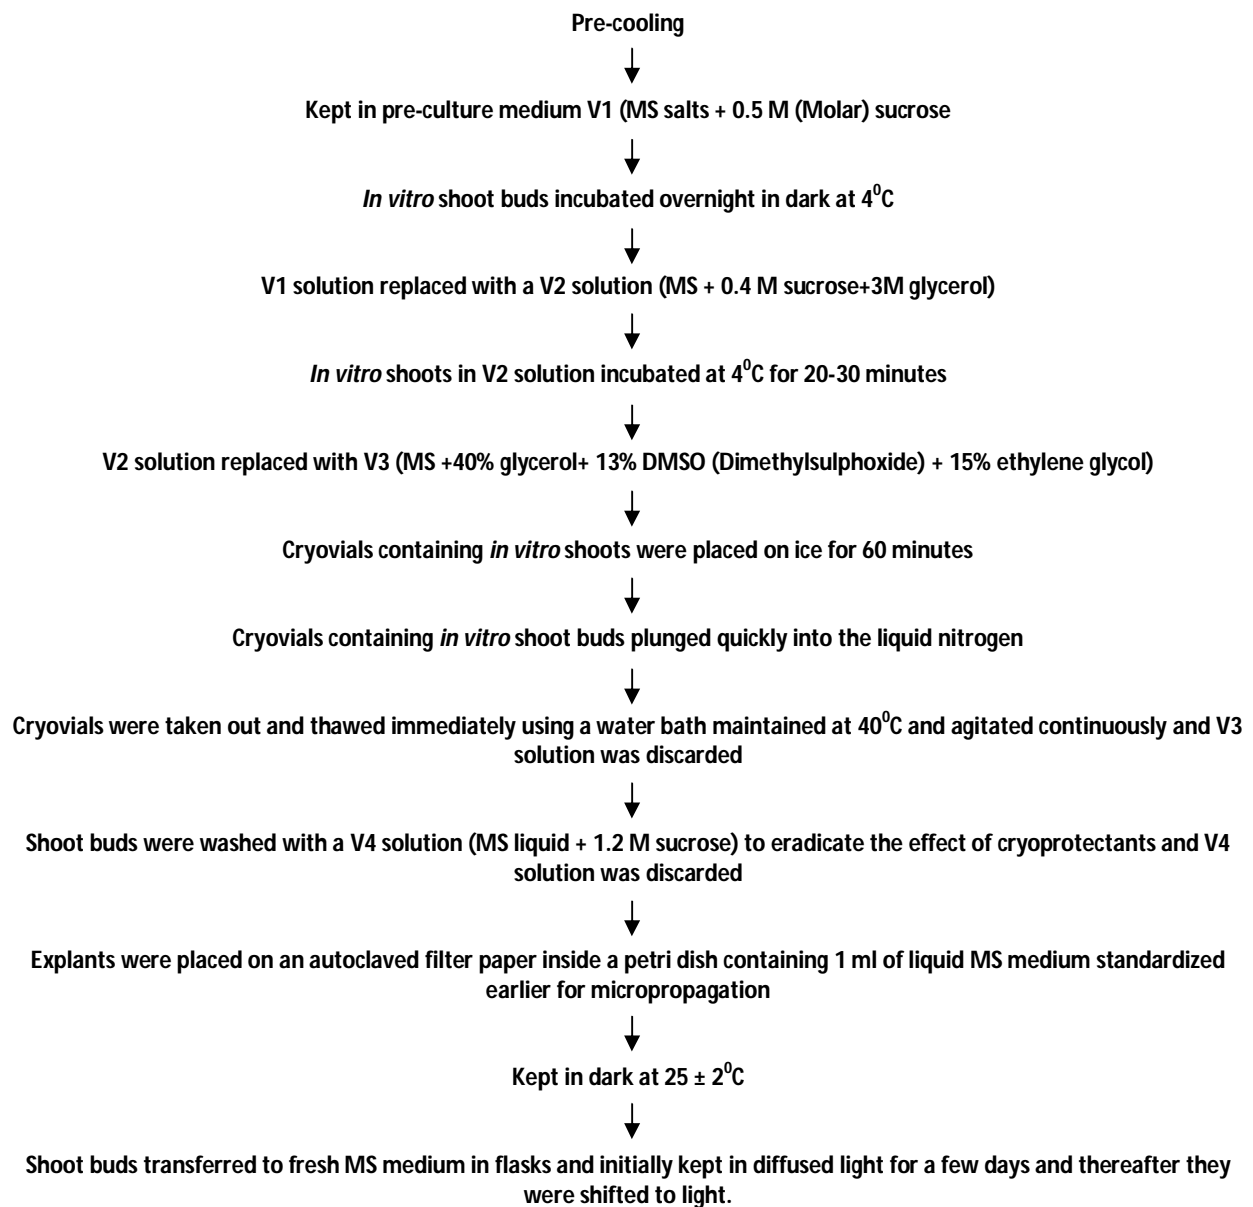 Pre-cooling
Kept in pre-culture medium V1 (MS salts + 0.5 M (Molar) sucrose
In vitro shoot buds incubated overnight in dark at 4⁰C
V1 solution replaced with a V2 solution (MS + 0.4 M sucrose+3M glycerol)
In vitro shoots in V2 solution incubated at 4⁰C for 20-30 minutes
V2 solution replaced with V3 (MS +40% glycerol+ 13% DMSO (Dimethylsulphoxide) + 15% ethylene glycol)
Cryovials containing in vitro shoots were placed on ice for 60 minutes
Cryovials containing in vitro shoot buds plunged quickly into the liquid nitrogen
Cryovials were taken out and thawed immediately using a water bath maintained at 40⁰C and agitated continuously and V3
solution was discarded
Shoot buds were washed with a V4 solution (MS liquid + 1.2 M sucrose) to eradicate the effect of cryoprotectants and V4
solution was discarded
Explants were placed on an autoclaved filter paper inside a petri dish containing 1 ml of liquid MS medium standardized
earlier for micropropagation
Kept in dark at 25 ± 2⁰C
Shoot buds transferred to fresh MS medium in flasks and initially kept in diffused light for a few days and thereafter they
were shifted to light.